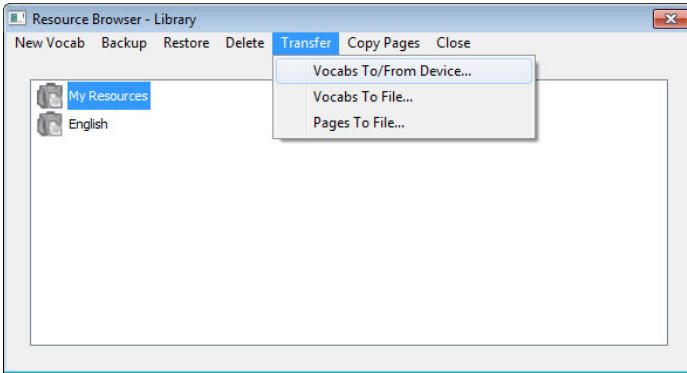 Resource Browser - Library
New Vocab Backup Restore Delete Transfer Copy Pages Close
Vocabs To/From Device...
Vocabs To File...
Pages To File...
My Resources
English